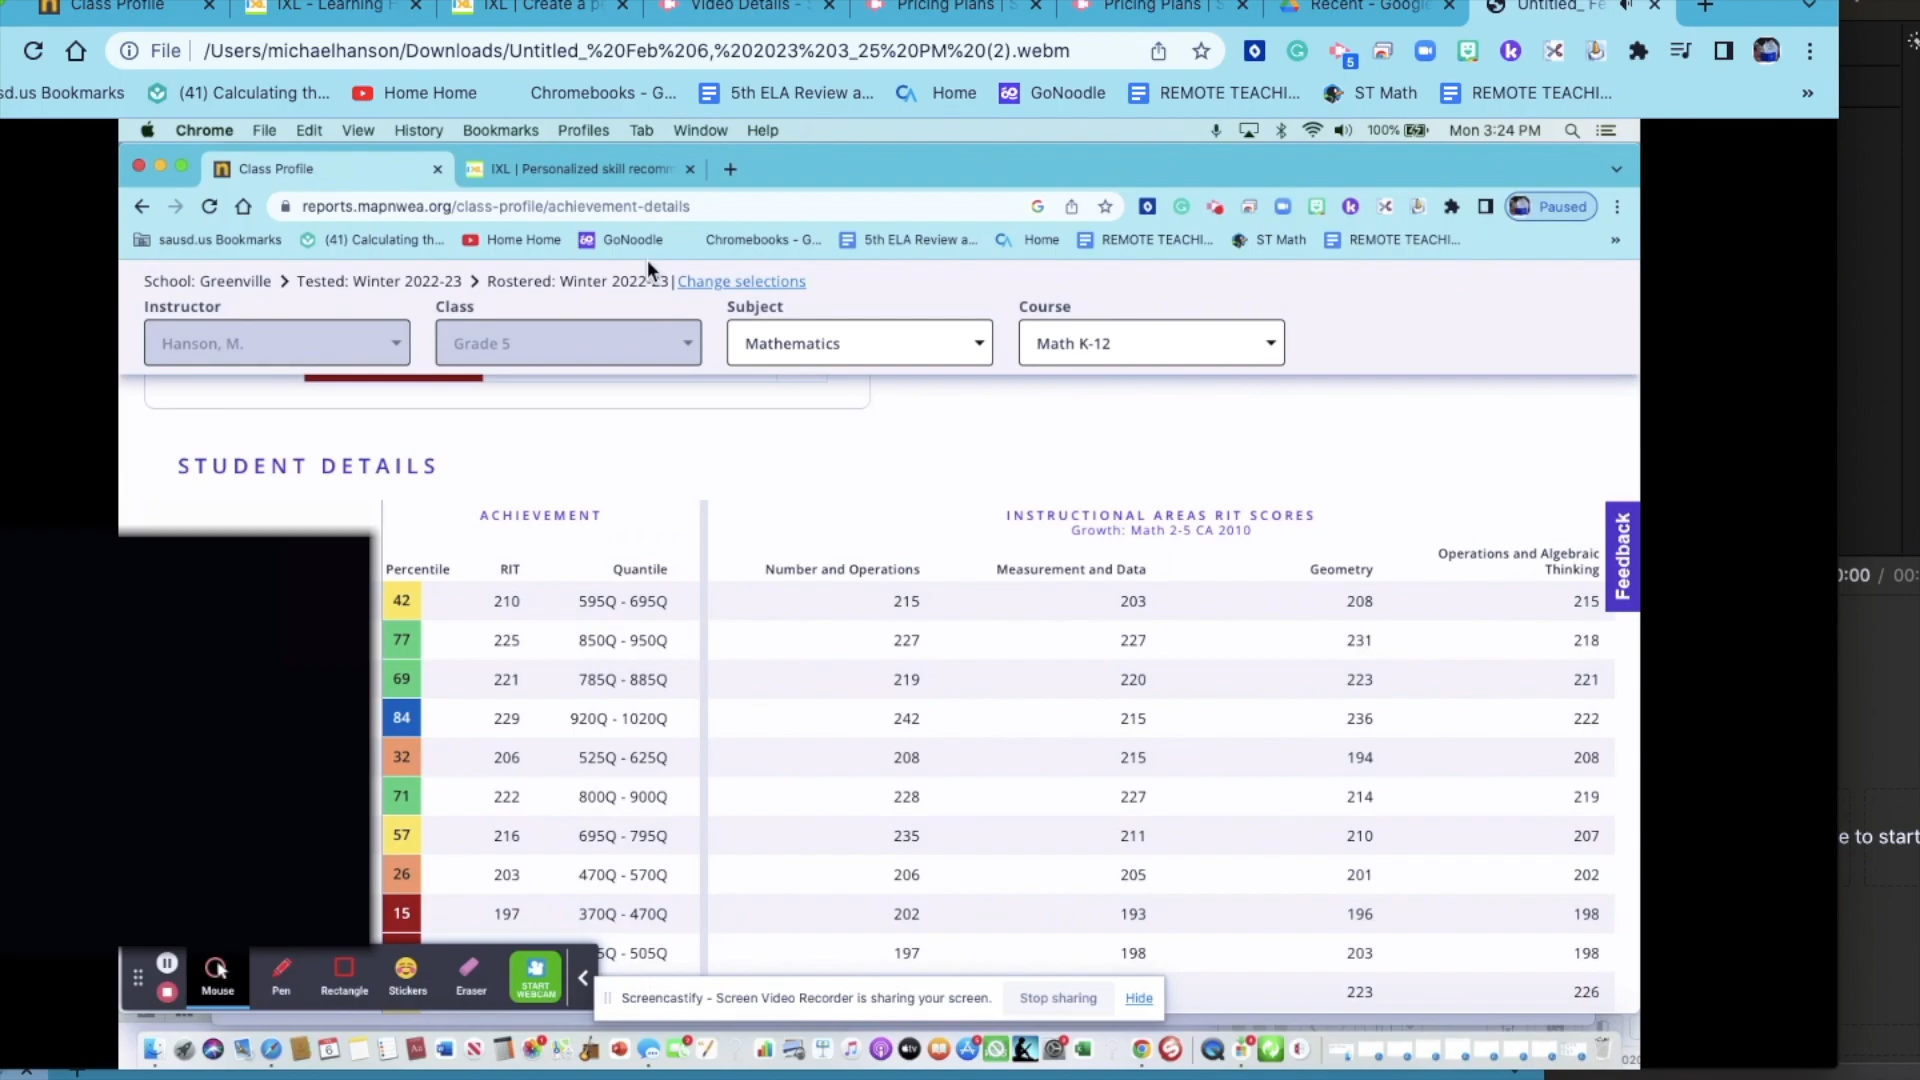 Class Profile
IXL - Learning
IXL | Create a p
Video Details -
Pricing Plans |
Pricing Plans |
Recent - Google
Untitled_ Fe
File
/Users/michaelhanson/Downloads/Untitled_%20Feb%206,%202023%203_25%20PM%20(2).webm
5
sd.us Bookmarks
(41) Calculating th...
Home Home
Chromebooks - G...
5th ELA Review a...
Home
GoNoodle
REMOTE TEACHI...
ST Math
REMOTE TEACHI...
»
Chrome File Edit View History Bookmarks Profiles Tab Window Help
100%
Mon 3:24 PM
Class Profile
IXL | Personalized skill recomm
reports.mapnwea.org/class-profile/achievement-details
Paused
sausd.us Bookmarks
(41) Calculating th...
Home Home
GoNoodle
Chromebooks - G...
5th ELA Review a...
Home
REMOTE TEACHI...
ST Math
REMOTE TEACHI...
»
School: Greenville > Tested: Winter 2022-23 > Rostered: Winter 2022-23 | Change selections
Instructor Class Subject Course
Hanson, M. Grade 5 Mathematics Math K-12
STUDENT DETAILS
ACHIEVEMENT INSTRUCTIONAL AREAS RIT SCORES
Growth: Math 2-5 CA 2010
Percentile RIT Quantile Number and Operations Measurement and Data Geometry Operations and Algebraic Thinking
42 210 595Q - 695Q 215 203 208 215
77 225 850Q - 950Q 227 227 231 218
69 221 785Q - 885Q 219 220 223 221
84 229 920Q - 1020Q 242 215 236 222
32 206 525Q - 625Q 208 215 194 208
71 222 800Q - 900Q 228 227 214 219
57 216 695Q - 795Q 235 211 210 207
26 203 470Q - 570Q 206 205 201 202
15 197 370Q - 470Q 202 193 196 198
5Q - 505Q 197 198 203 198
223 226
Feedback
0:00 / 00:
e to start
Mouse
Pen
Rectangle
Stickers
Eraser
START WEBCAM
Screencastify - Screen Video Recorder is sharing your screen.
Stop sharing
Hide
6